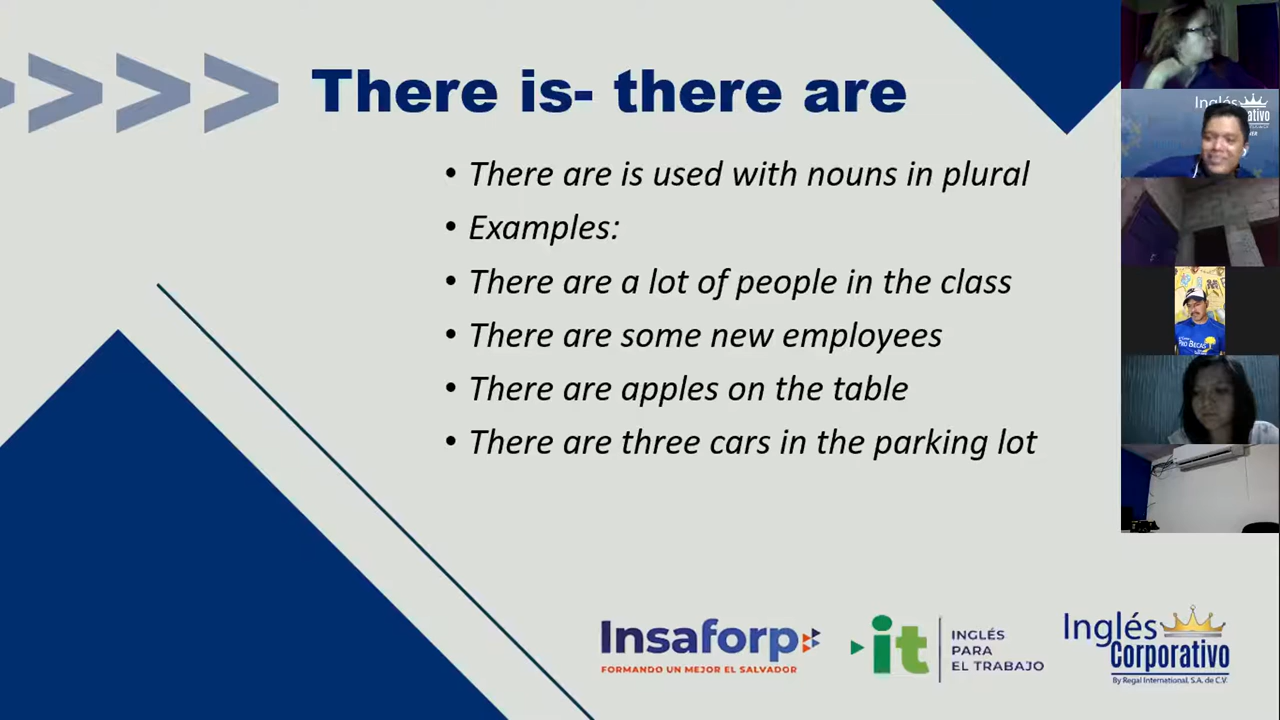 There is- there are
• There are is used with nouns in plural
• Examples:
• There are a lot of people in the class
• There are some new employees
• There are apples on the table
• There are three cars in the parking lot
Insaforp
FORMANDO UN MEJOR EL SALVADOR
it
INGLÉS
PARA
EL TRABAJO
Inglés
Corporativo
By Regal International, S.A. de C.V.
Inglés
PRO BECAS